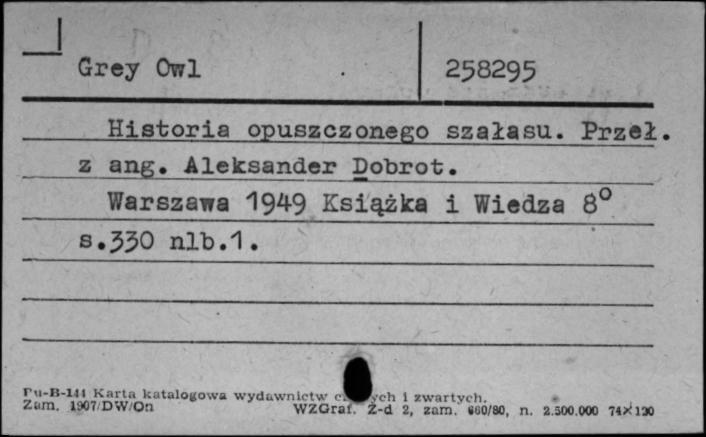 Grey Owl 258295
Historia opuszczonego szałasu. Przeł.
z ang. Aleksander Dobrot.
Warszawa 1949 Książka i Wiedza 8°
s.330 nlb.1.
Pu-B-144 Karta katalogowa wydawnictw i zwartych.
Zam. 1907/DW/On WZGraf. Z-d 2, zam. 660/80, n. 2.500.000 74×120